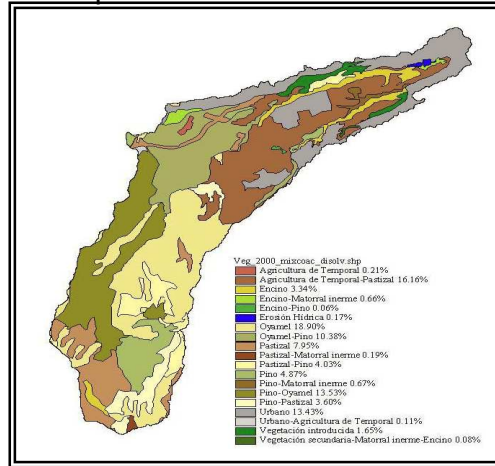 Veg_2000_mixcoac_disolv.shp
Agricultura de Temporal 0.21%
Agricultura de Temporal-Pastizal 16.16%
Encino 3.34%
Encino-Matorral inerme 0.66%
Encino-Pino 0.06%
Erosión Hídrica 0.17%
Oyamel 18.90%
Oyamel-Pino 10.38%
Pastizal 7.95%
Pastizal-Matorral inerme 0.19%
Pastizal-Pino 4.03%
Pino 4.87%
Pino-Matorral inerme 0.67%
Pino-Oyamel 13.53%
Pino-Pastizal 3.60%
Urbano 13.43%
Urbano-Agricultura de Temporal 0.11%
Vegetación introducida 1.65%
Vegetación secundaria-Matorral inerme-Encino 0.08%